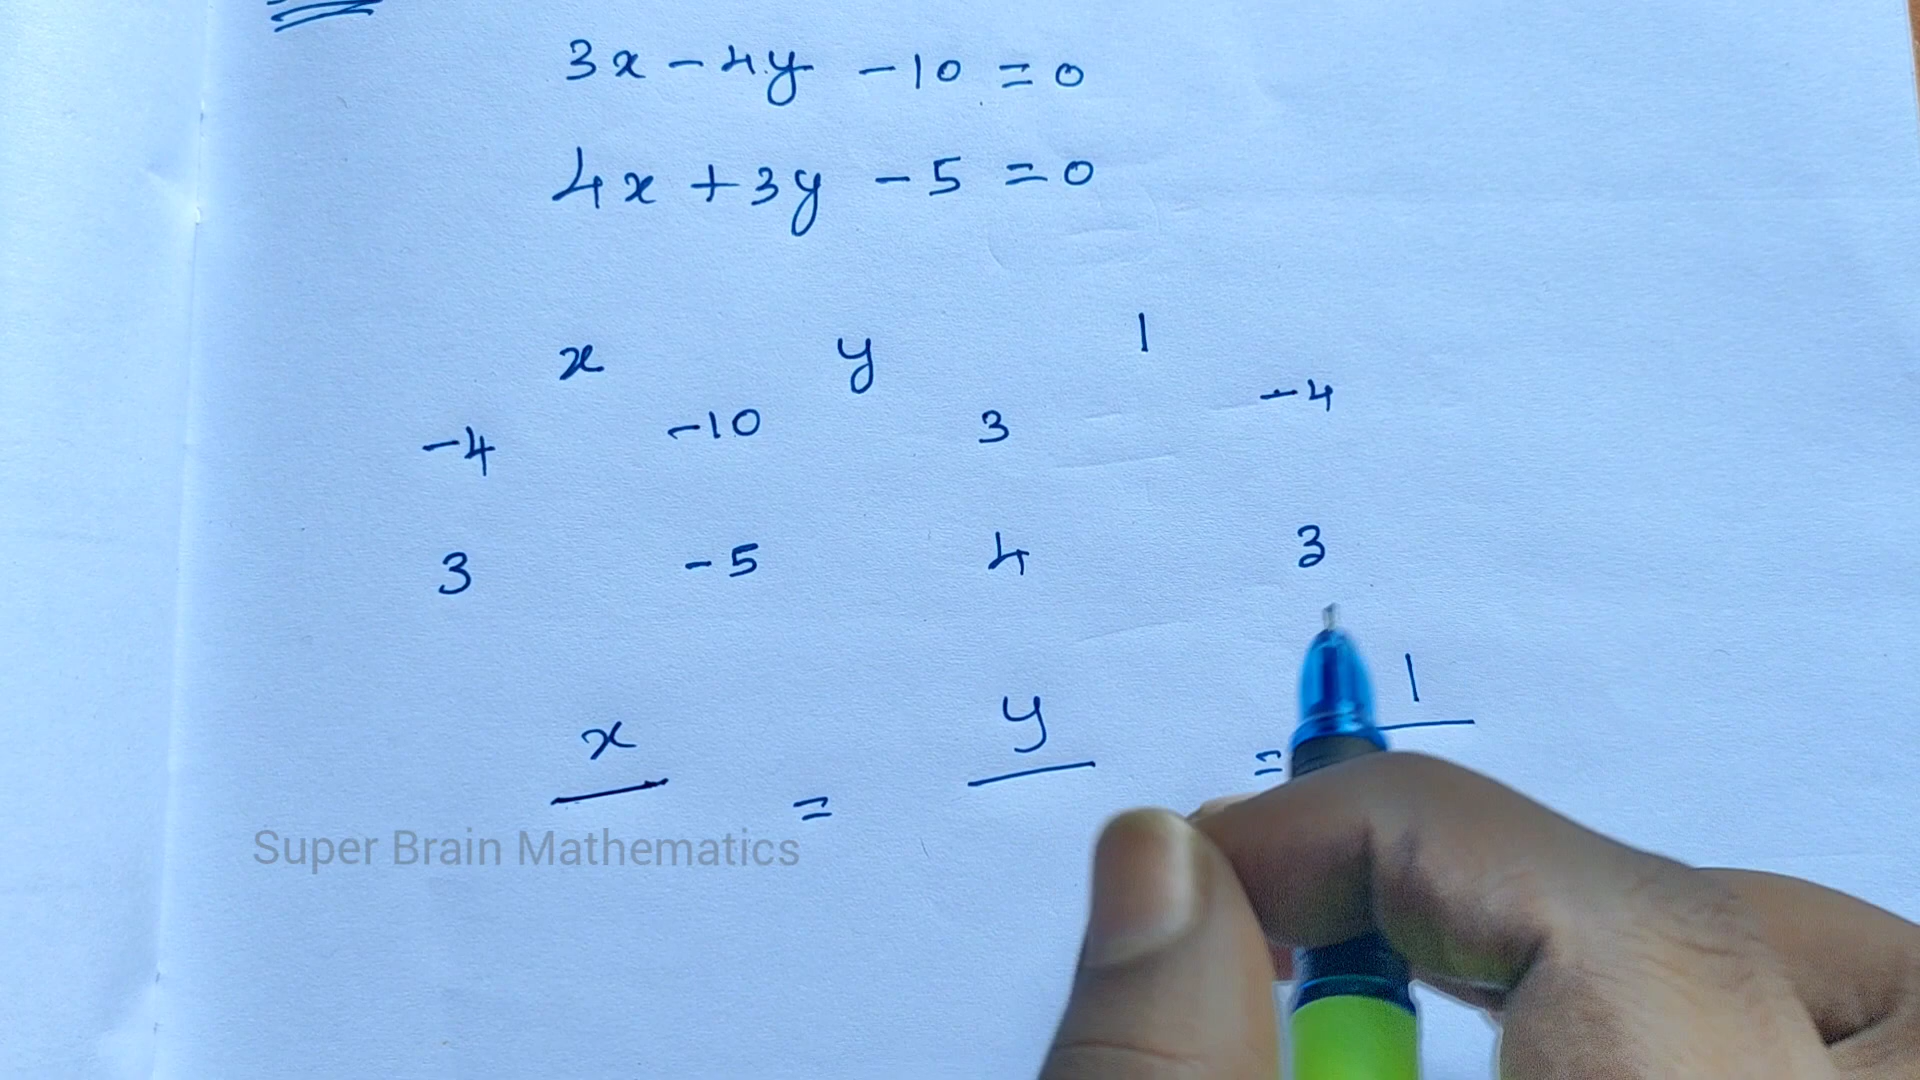 3x - 4y - 10 = 0
4x + 3y - 5 = 0
x y 1
-4 -10 3 -4
3 -5 4 3
x = y = 1
Super Brain Mathematics